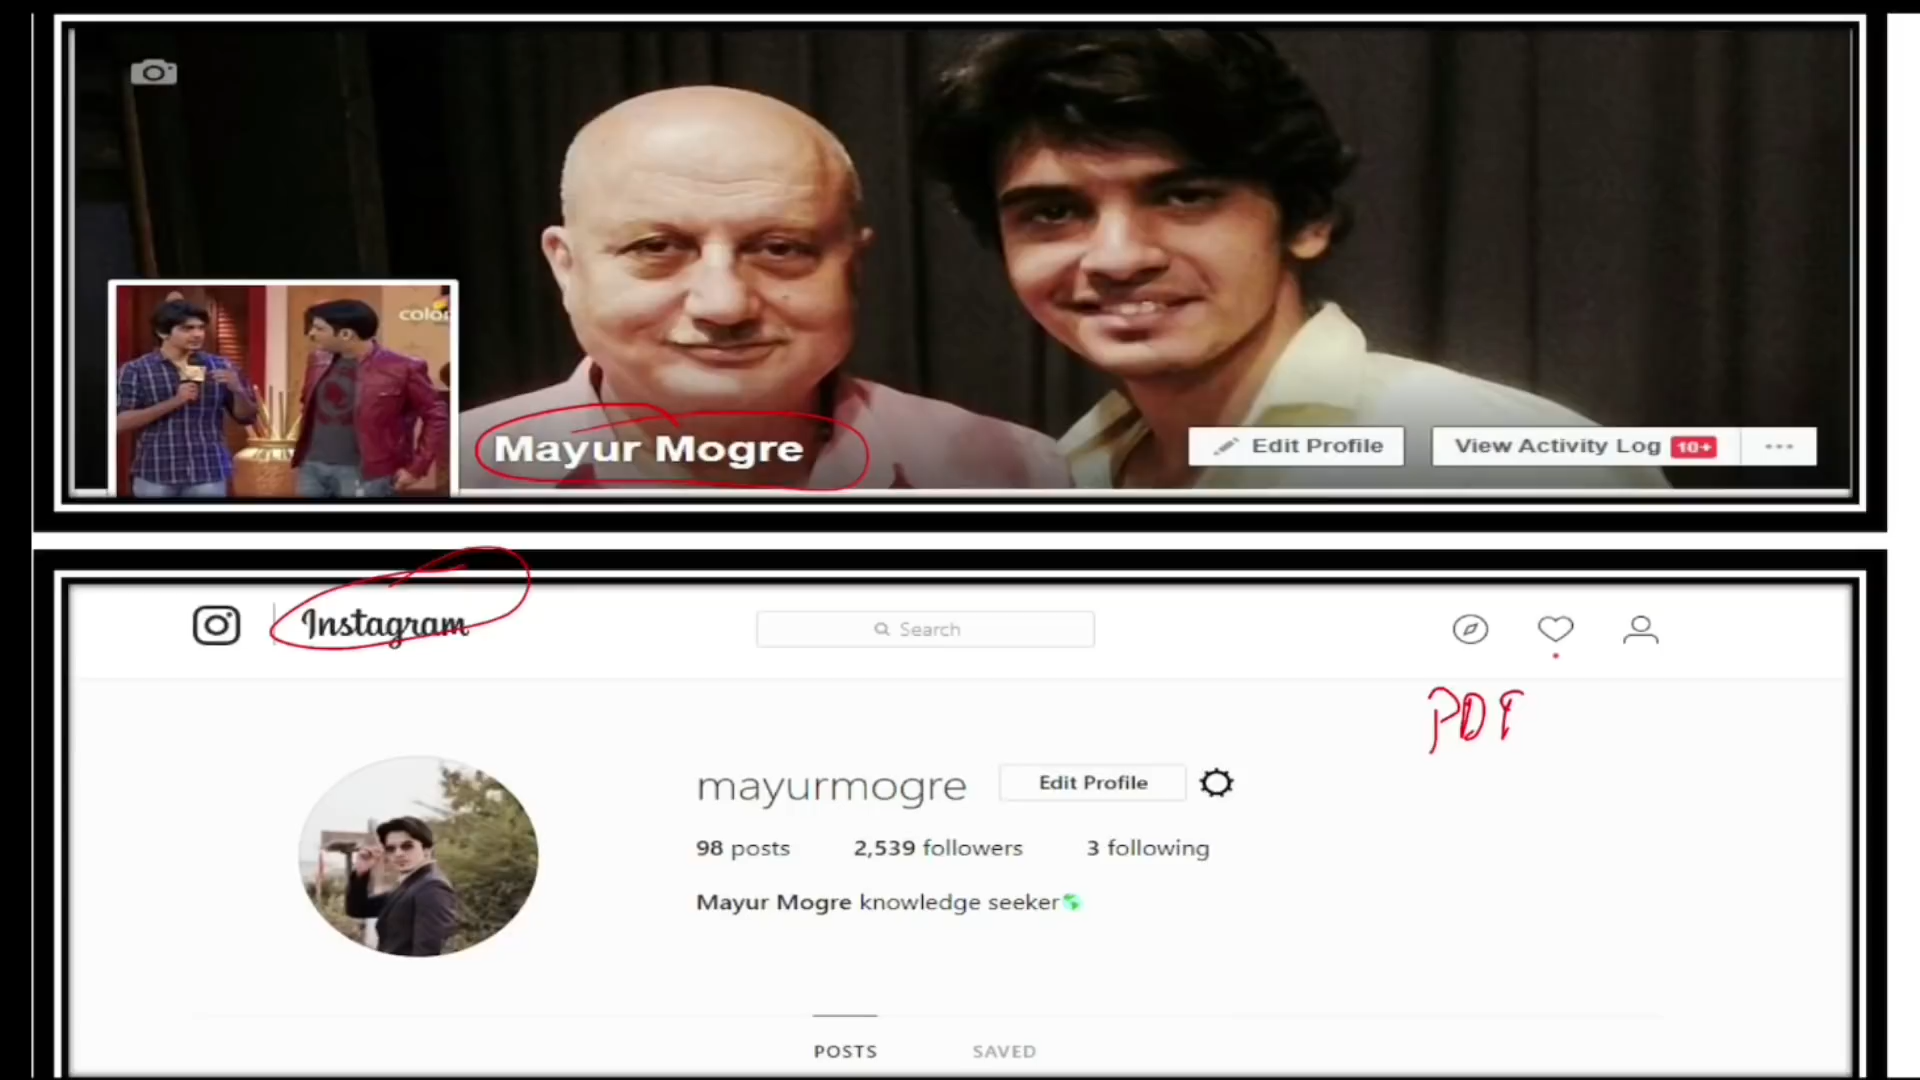 color
Mayur Mogre
Edit Profile
View Activity Log 10+
Instagram
Search
PDF
mayurmogre
Edit Profile
98 posts 2,539 followers 3 following
Mayur Mogre knowledge seeker
POSTS SAVED